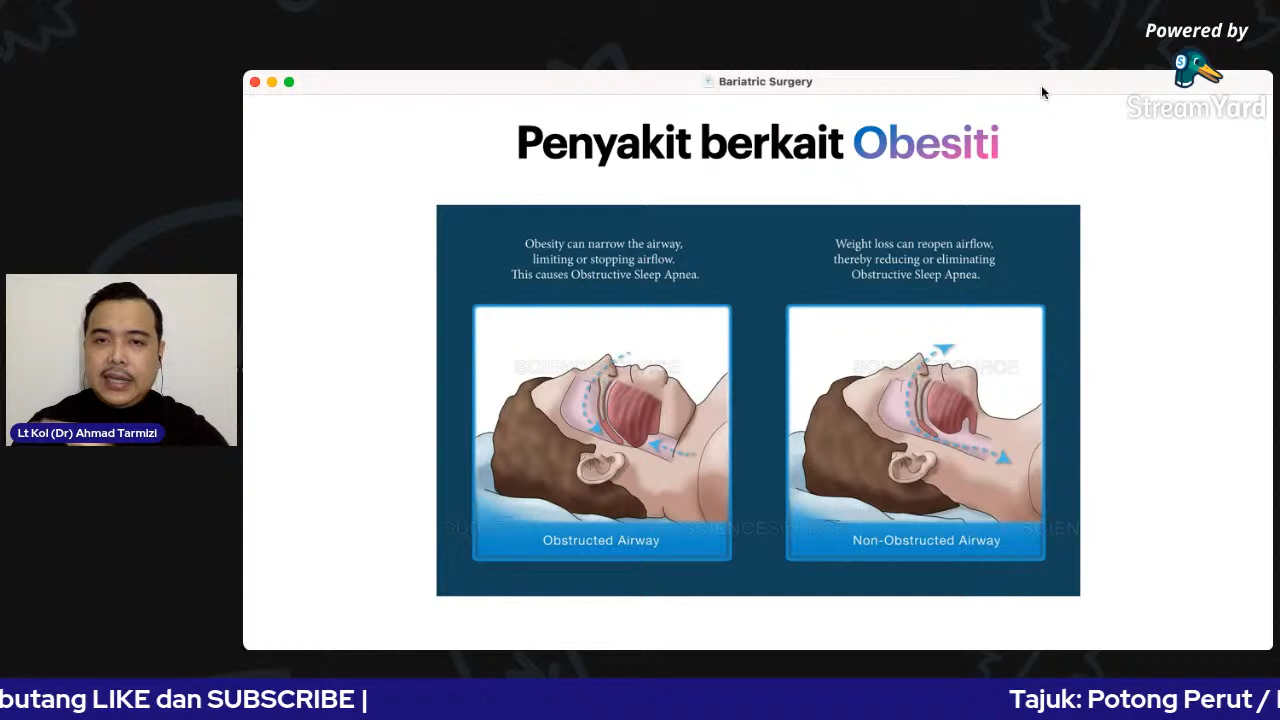 Powered by
StreamYard
Bariatric Surgery
Penyakit berkait Obesiti
Obesity can narrow the airway,
limiting or stopping airflow.
This causes Obstructive Sleep Apnea.
Weight loss can reopen airflow,
thereby reducing or eliminating
Obstructive Sleep Apnea.
Obstructed Airway
Non-Obstructed Airway
Lt Kol (Dr) Ahmad Tarmizi
butang LIKE dan SUBSCRIBE |
Tajuk: Potong Perut /